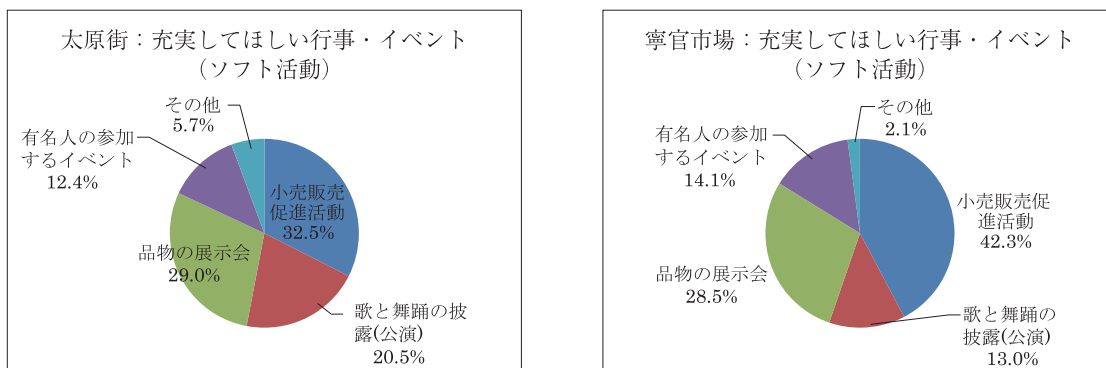 太原街：充実してほしい行事・イベント
（ソフト活動）
その他
5.7%
有名人の参加
するイベント
12.4%
小売販売
促進活動
32.5%
品物の展示会
29.0%
歌と舞踊の披
露(公演)
20.5%
寧官市場：充実してほしい行事・イベント
（ソフト活動）
その他
2.1%
有名人の参加
するイベント
14.1%
小売販売促
進活動
42.3%
品物の展示会
28.5%
歌と舞踊の
披露(公演)
13.0%